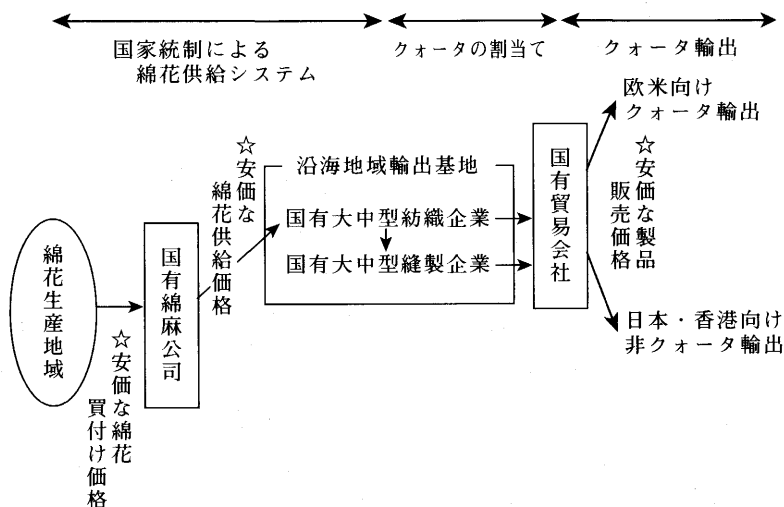 国家統制による
綿花供給システム
クォータの割当て
クォータ輸出
欧米向け
クォータ輸出
☆安価な
綿花供給価格
沿海地域輸出基地
国有大中型紡織企業
国有大中型縫製企業
国有貿易会社
☆安価な製品
販売価格
綿花生産地域
国有綿麻公司
☆安価な綿花
買付け価格
日本・香港向け
非クォータ輸出